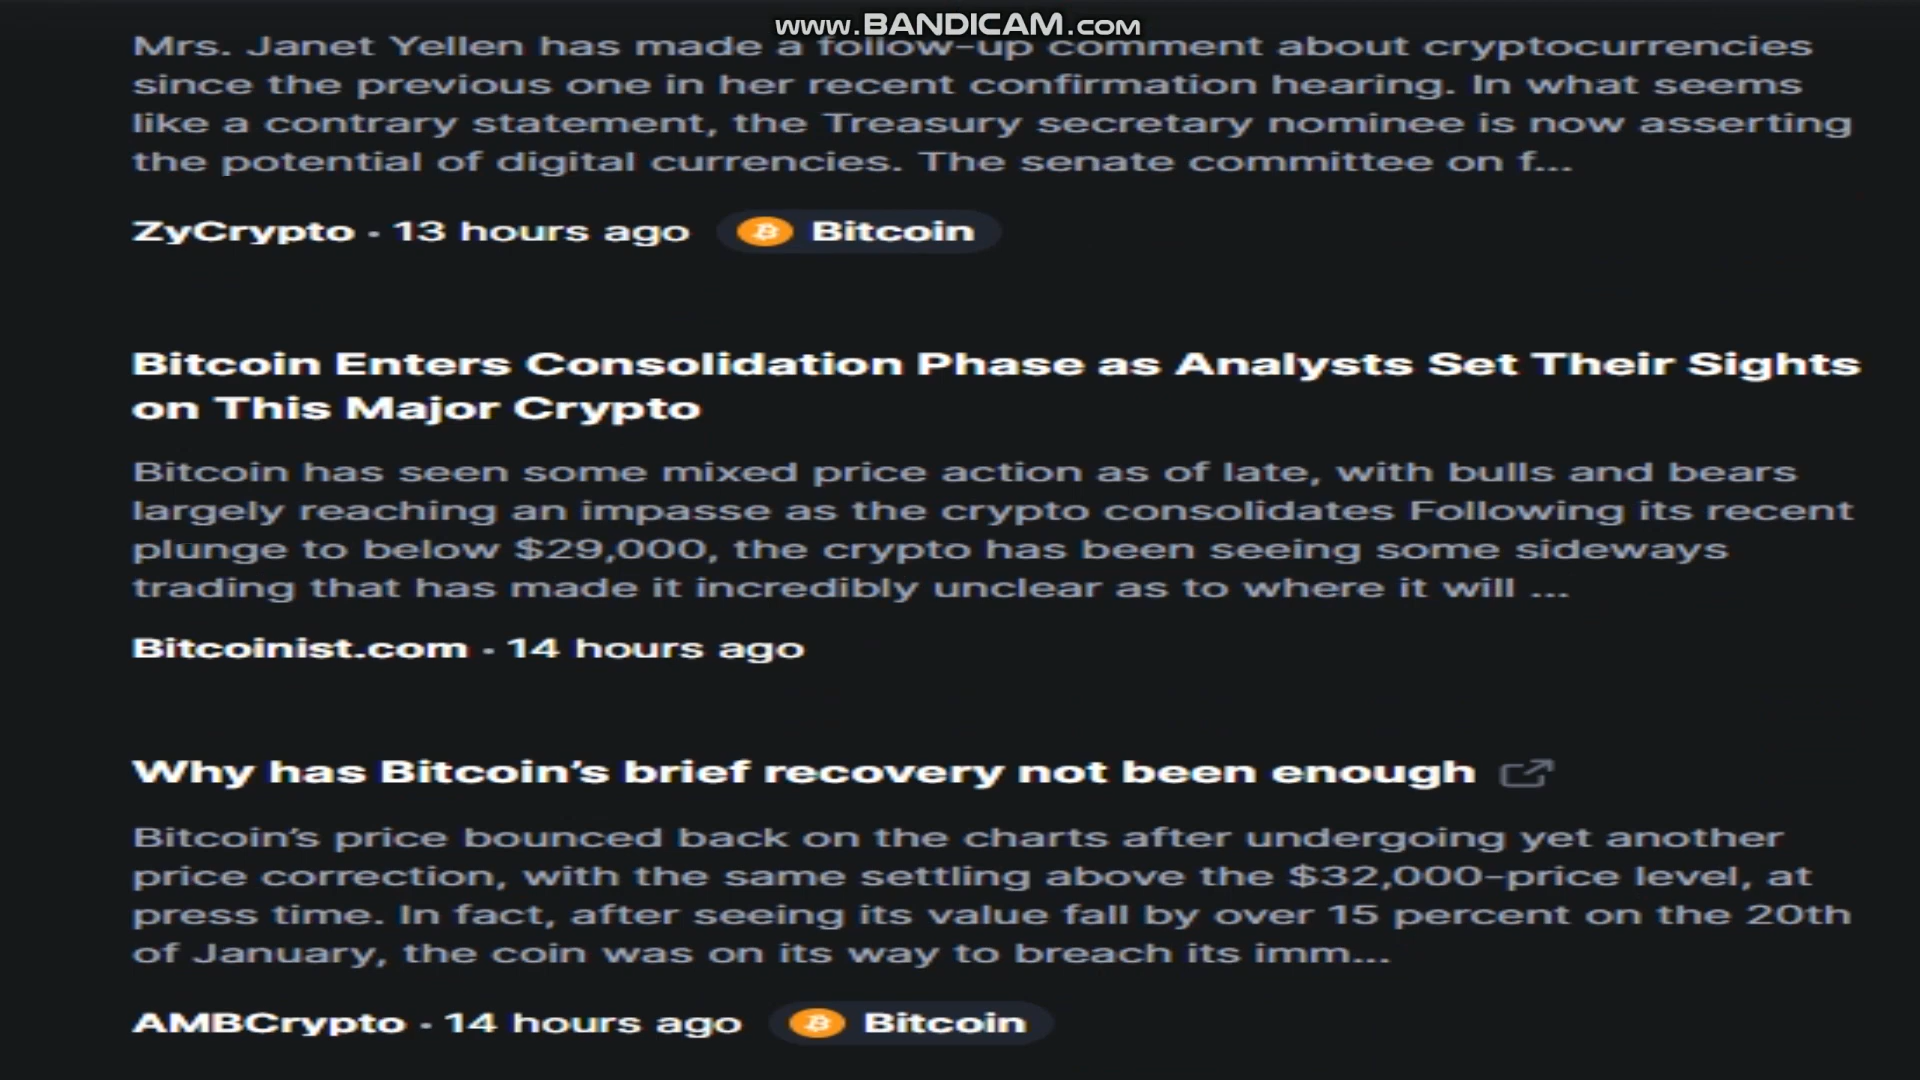 www.BANDICAM.com
Mrs. Janet Yellen has made a follow-up comment about cryptocurrencies
since the previous one in her recent confirmation hearing. In what seems
like a contrary statement, the Treasury secretary nominee is now asserting
the potential of digital currencies. The senate committee on f...
ZyCrypto · 13 hours ago Bitcoin
Bitcoin Enters Consolidation Phase as Analysts Set Their Sights
on This Major Crypto
Bitcoin has seen some mixed price action as of late, with bulls and bears
largely reaching an impasse as the crypto consolidates Following its recent
plunge to below $29,000, the crypto has been seeing some sideways
trading that has made it incredibly unclear as to where it will ...
Bitcoinist.com · 14 hours ago
Why has Bitcoin’s brief recovery not been enough
Bitcoin’s price bounced back on the charts after undergoing yet another
price correction, with the same settling above the $32,000-price level, at
press time. In fact, after seeing its value fall by over 15 percent on the 20th
of January, the coin was on its way to breach its imm...
AMBCrypto · 14 hours ago Bitcoin